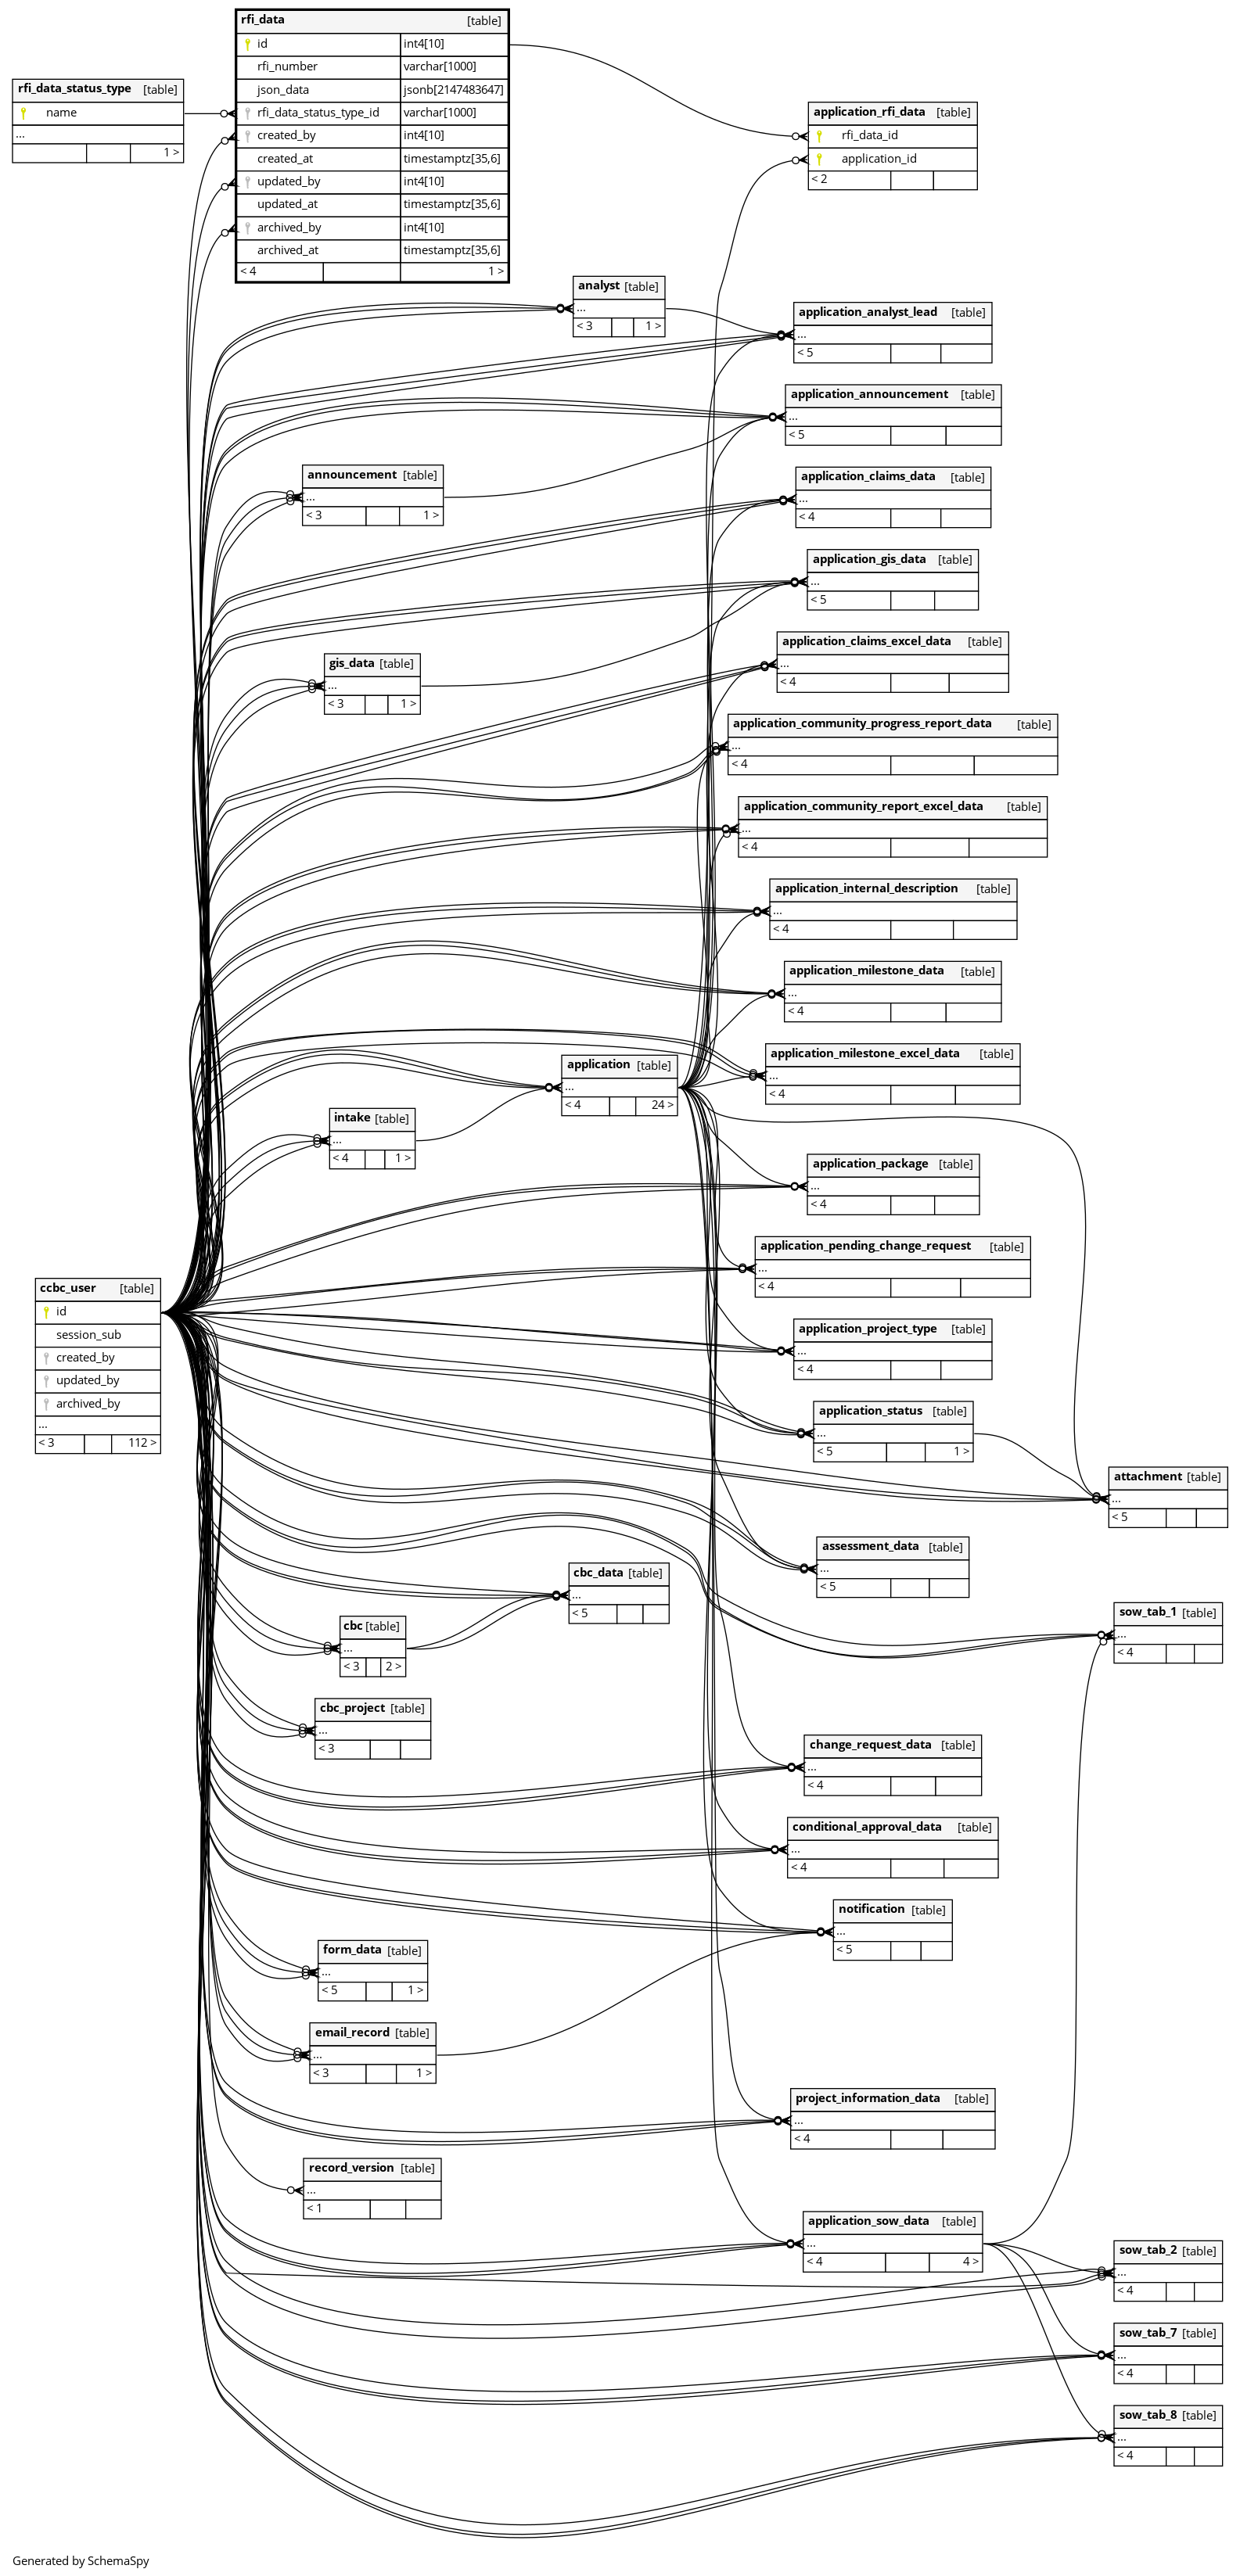 rfi_data [table]
id int4[10]
rfi_number varchar[1000]
json_data jsonb[2147483647]
rfi_data_status_type_id varchar[1000]
created_by int4[10]
created_at timestamptz[35,6]
updated_by int4[10]
updated_at timestamptz[35,6]
archived_by int4[10]
archived_at timestamptz[35,6]
< 4 1 >
rfi_data_status_type [table]
name
...
1 >
application_rfi_data [table]
rfi_data_id
application_id
< 2
analyst [table]
...
< 3 1 >
application_analyst_lead [table]
...
< 5
application_announcement [table]
...
< 5
announcement [table]
...
< 3 1 >
application_claims_data [table]
...
< 4
application_gis_data [table]
...
< 5
application_claims_excel_data [table]
...
< 4
gis_data [table]
...
< 3 1 >
application_community_progress_report_data [table]
...
< 4
application_community_report_excel_data [table]
...
< 4
application_internal_description [table]
...
< 4
application_milestone_data [table]
...
< 4
application_milestone_excel_data [table]
...
< 4
application [table]
...
< 4 24 >
intake [table]
...
< 4 1 >
application_package [table]
...
< 4
application_pending_change_request [table]
...
< 4
ccbc_user [table]
id
session_sub
created_by
updated_by
archived_by
...
< 3 112 >
application_project_type [table]
...
< 4
application_status [table]
...
< 5 1 >
attachment [table]
...
< 5
assessment_data [table]
...
< 5
cbc_data [table]
...
< 5
sow_tab_1 [table]
...
< 4
cbc [table]
...
< 3 2 >
cbc_project [table]
...
< 3
change_request_data [table]
...
< 4
conditional_approval_data [table]
...
< 4
notification [table]
...
< 5
form_data [table]
...
< 5 1 >
email_record [table]
...
< 3 1 >
project_information_data [table]
...
< 4
record_version [table]
...
< 1
application_sow_data [table]
...
< 4 4 >
sow_tab_2 [table]
...
< 4
sow_tab_7 [table]
...
< 4
sow_tab_8 [table]
...
< 4
Generated by SchemaSpy